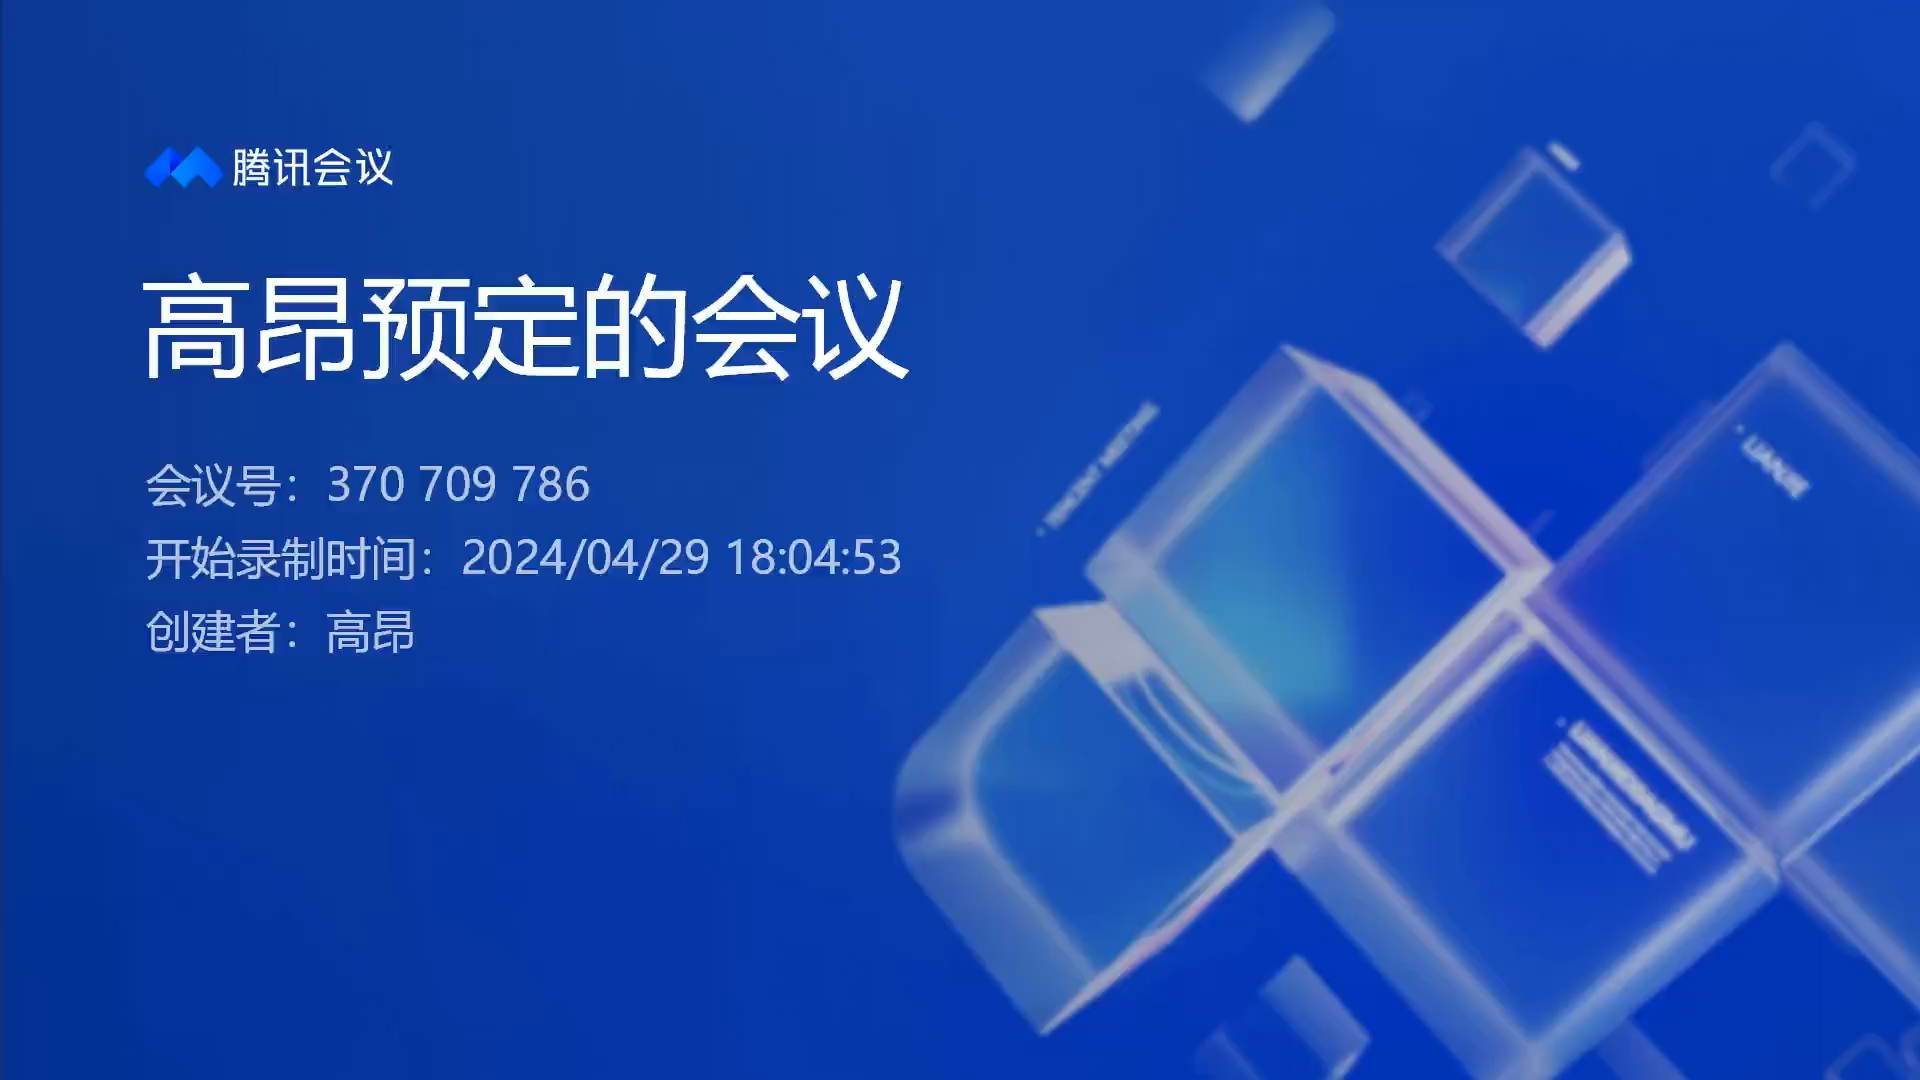 腾讯会议
高昂预定的会议
会议号：370 709 786
开始录制时间：2024/04/29 18:04:53
创建者：高昂